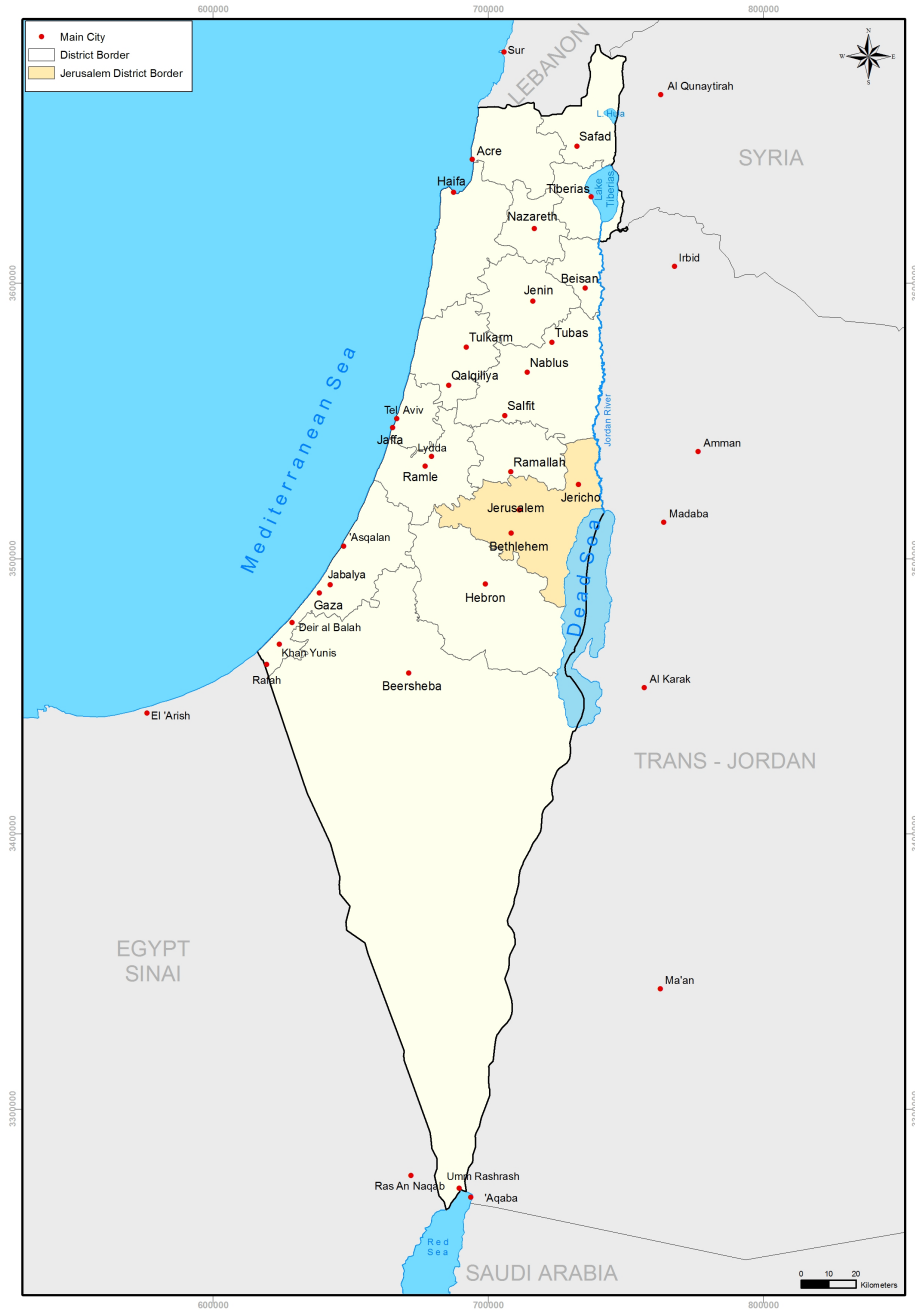 600000
700000
800000
Main City
District Border
Jerusalem District Border
N
W
E
S
Sur
LEBANON
Al Qunaytirah
SYRIA
Safad
Acre
Haifa
Tiberias
Lake
Tiberias
Nazareth
Irbid
3600000
Beisan
Jenin
Tubas
Tulkarm
Nablus
Qalqiliya
Mediterranean Sea
Tel Aviv
Salfit
Jordan River
Jaffa
Lydda
Amman
Ramle
Ramallah
Jericho
Jerusalem
Madaba
'Asqalan
Bethlehem
Dead Sea
Jabalya
Gaza
Hebron
Deir al Balah
Khan Yunis
Rafah
Beersheba
Al Karak
El 'Arish
TRANS - JORDAN
3400000
EGYPT
SINAI
Ma'an
3300000
Umm Rashrash
Ras An Naqab
'Aqaba
Red
Sea
SAUDI ARABIA
0 10 20
Kilometers
600000
700000
800000